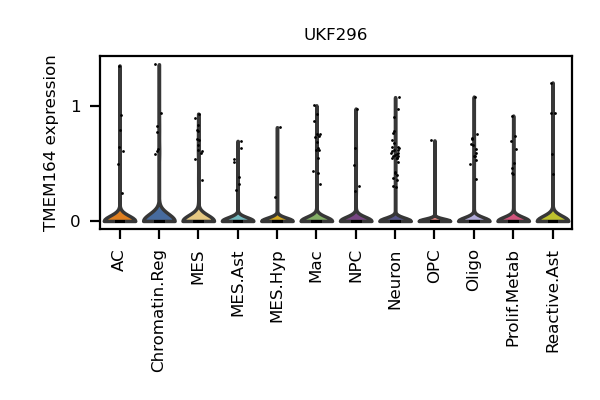 UKF296
TMEM164 expression
1
0
AC
Chromatin.Reg
MES
MES.Ast
MES.Hyp
Mac
NPC
Neuron
OPC
Oligo
Prolif.Metab
Reactive.Ast